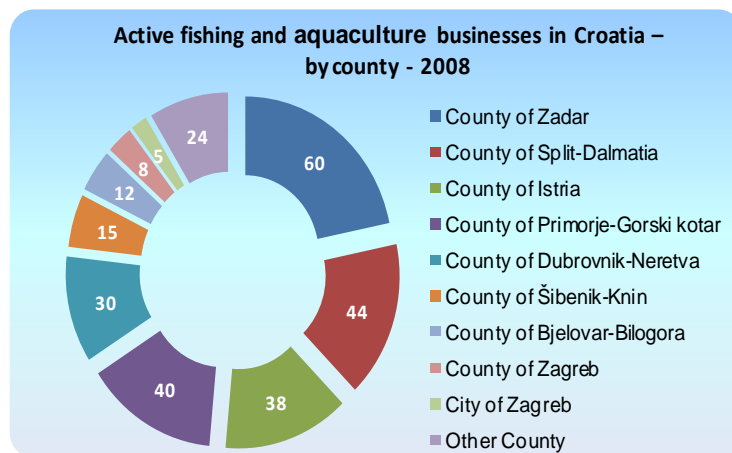 Active fishing and aquaculture businesses in Croatia –
by county - 2008
60
44
38
40
30
15
12
8
5
24
County of Zadar
County of Split-Dalmatia
County of Istria
County of Primorje-Gorski kotar
County of Dubrovnik-Neretva
County of Šibenik-Knin
County of Bjelovar-Bilogora
County of Zagreb
City of Zagreb
Other County